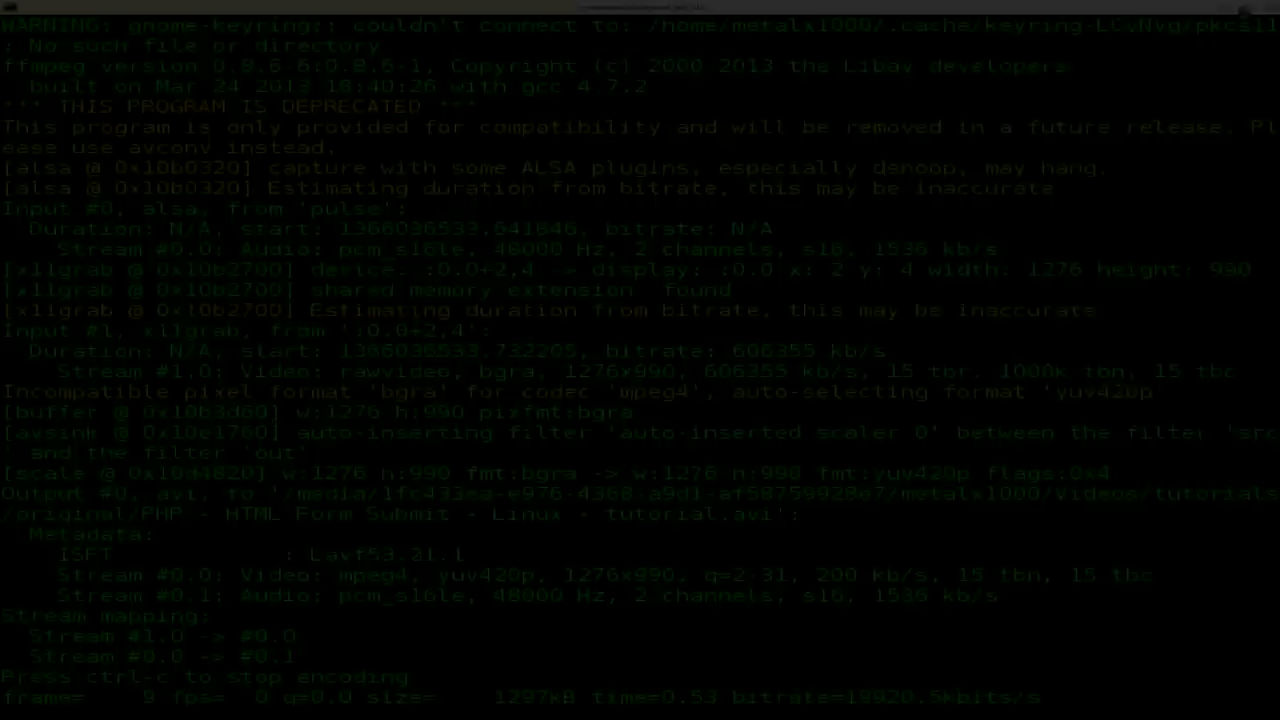 WARNING: gnome-keyring:: couldn't connect to: /home/metalx1000/.cache/keyring-LCvNvg/pkcs11
: No such file or directory
ffmpeg version 0.8.6-6:0.8.6-1, Copyright (c) 2000-2013 the Libav developers
built on Mar 24 2013 18:40:26 with gcc 4.7.2
*** THIS PROGRAM IS DEPRECATED ***
This program is only provided for compatibility and will be removed in a future release. Pl
ease use avconv instead.
[alsa @ 0x10b0320] capture with some ALSA plugins, especially dsnoop, may hang.
[alsa @ 0x10b0320] Estimating duration from bitrate, this may be inaccurate
Input #0, alsa, from 'pulse':
Duration: N/A, start: 1366036533.641846, bitrate: N/A
Stream #0.0: Audio: pcm_s16le, 48000 Hz, 2 channels, s16, 1536 kb/s
[x11grab @ 0x10b2700] device: :0.0+2,4 -> display: :0.0 x: 2 y: 4 width: 1276 height: 990
[x11grab @ 0x10b2700] shared memory extension found
[x11grab @ 0x10b2700] Estimating duration from bitrate, this may be inaccurate
Input #1, x11grab, from ':0.0+2,4':
Duration: N/A, start: 1366036533.732205, bitrate: 606355 kb/s
Stream #1.0: Video: rawvideo, bgra, 1276x990, 606355 kb/s, 15 tbr, 1000k tbn, 15 tbc
Incompatible pixel format 'bgra' for codec 'mpeg4', auto-selecting format 'yuv420p
[buffer @ 0x10b3d60] w:1276 h:990 pixfmt:bgra
[avsink @ 0x10e1760] auto-inserting filter 'auto-inserted scaler 0' between the filter 'src
' and the filter 'out'
[scale @ 0x10d4820] w:1276 h:990 fmt:bgra -> w:1276 h:990 fmt:yuv420p flags:0x4
Output #0, avi, to '/media/1fc433ea-e976-4368-a9d1-af58759928e7/metalx1000/Videos/tutorials
/original/PHP - HTML Form Submit - Linux - tutorial.avi':
Metadata:
ISFT : Lavf53.21.1
Stream #0.0: Video: mpeg4, yuv420p, 1276x990, q=2-31, 200 kb/s, 15 tbn, 15 tbc
Stream #0.1: Audio: pcm_s16le, 48000 Hz, 2 channels, s16, 1536 kb/s
Stream mapping:
Stream #1.0 -> #0.0
Stream #0.0 -> #0.1
Press ctrl-c to stop encoding
frame= 9 fps= 0 q=0.0 size= 1297kB time=0.53 bitrate=19920.5kbits/s